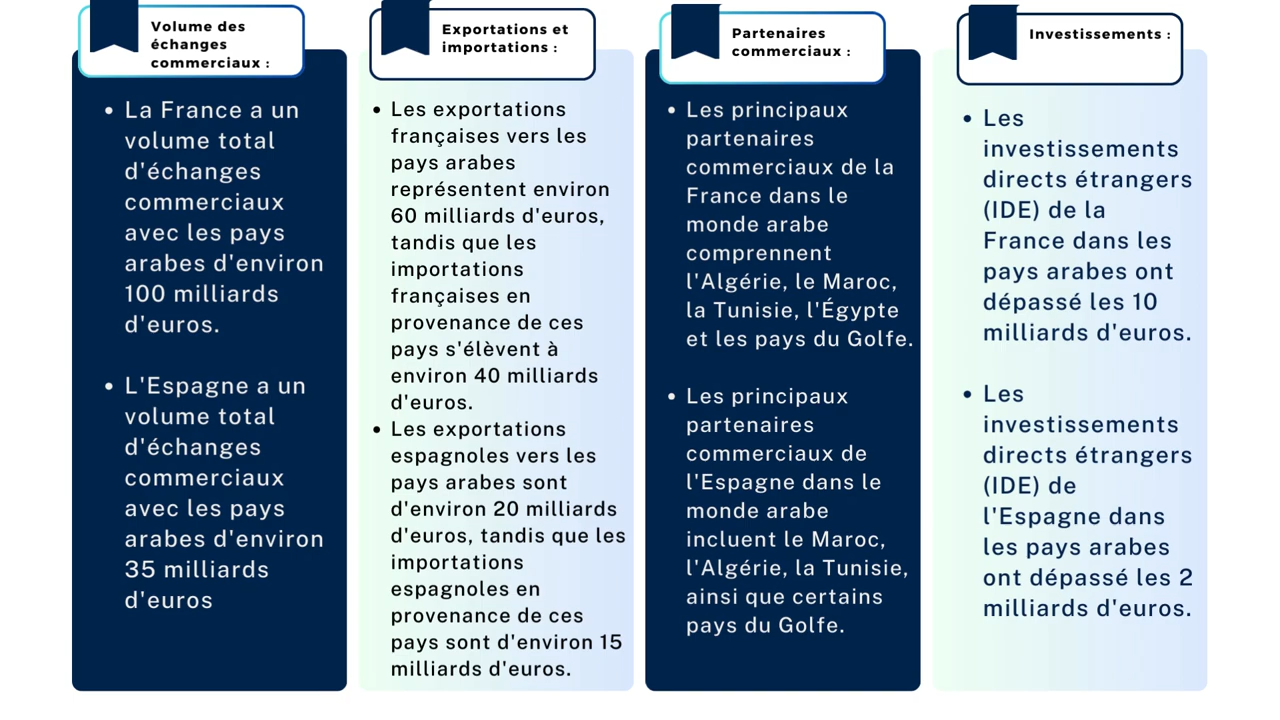 Volume des
échanges
commerciaux :
• La France a un
volume total
d'échanges
commerciaux
avec les pays
arabes d'environ
100 milliards
d'euros.
• L'Espagne a un
volume total
d'échanges
commerciaux
avec les pays
arabes d'environ
35 milliards
d'euros
Exportations et
importations :
• Les exportations
françaises vers les
pays arabes
représentent environ
60 milliards d'euros,
tandis que les
importations
françaises en
provenance de ces
pays s'élèvent à
environ 40 milliards
d'euros.
• Les exportations
espagnoles vers les
pays arabes sont
d'environ 20 milliards
d'euros, tandis que les
importations
espagnoles en
provenance de ces
pays sont d'environ 15
milliards d'euros.
Partenaires
commerciaux :
• Les principaux
partenaires
commerciaux de la
France dans le
monde arabe
comprennent
l'Algérie, le Maroc,
la Tunisie, l'Égypte
et les pays du Golfe.
• Les principaux
partenaires
commerciaux de
l'Espagne dans le
monde arabe
incluent le Maroc,
l'Algérie, la Tunisie,
ainsi que certains
pays du Golfe.
Investissements :
• Les
investissements
directs étrangers
(IDE) de la
France dans les
pays arabes ont
dépassé les 10
milliards d'euros.
• Les
investissements
directs étrangers
(IDE) de
l'Espagne dans
les pays arabes
ont dépassé les 2
milliards d'euros.